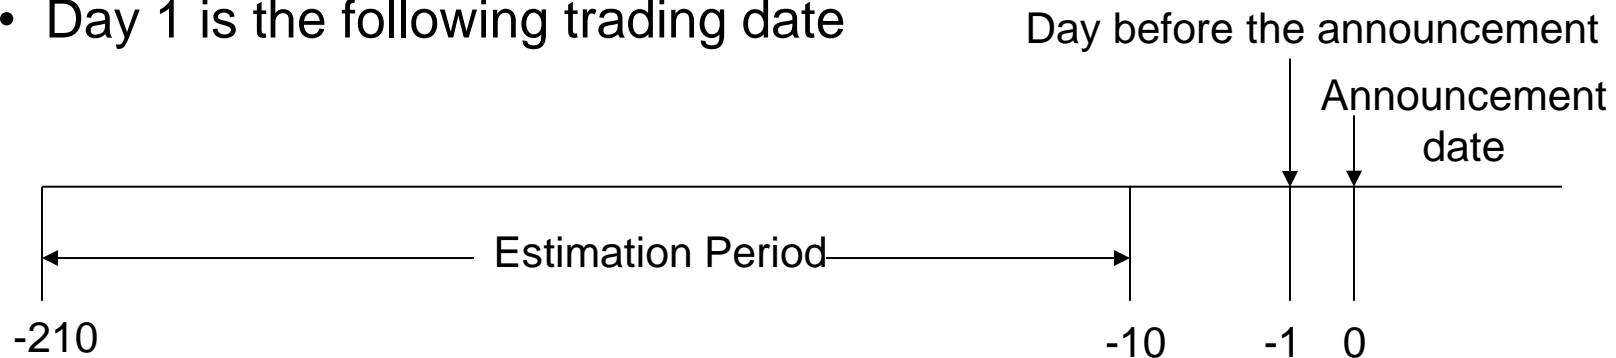 • Day 1 is the following trading date
Day before the announcement
Announcement
date
Estimation Period
-210
-10
-1
0